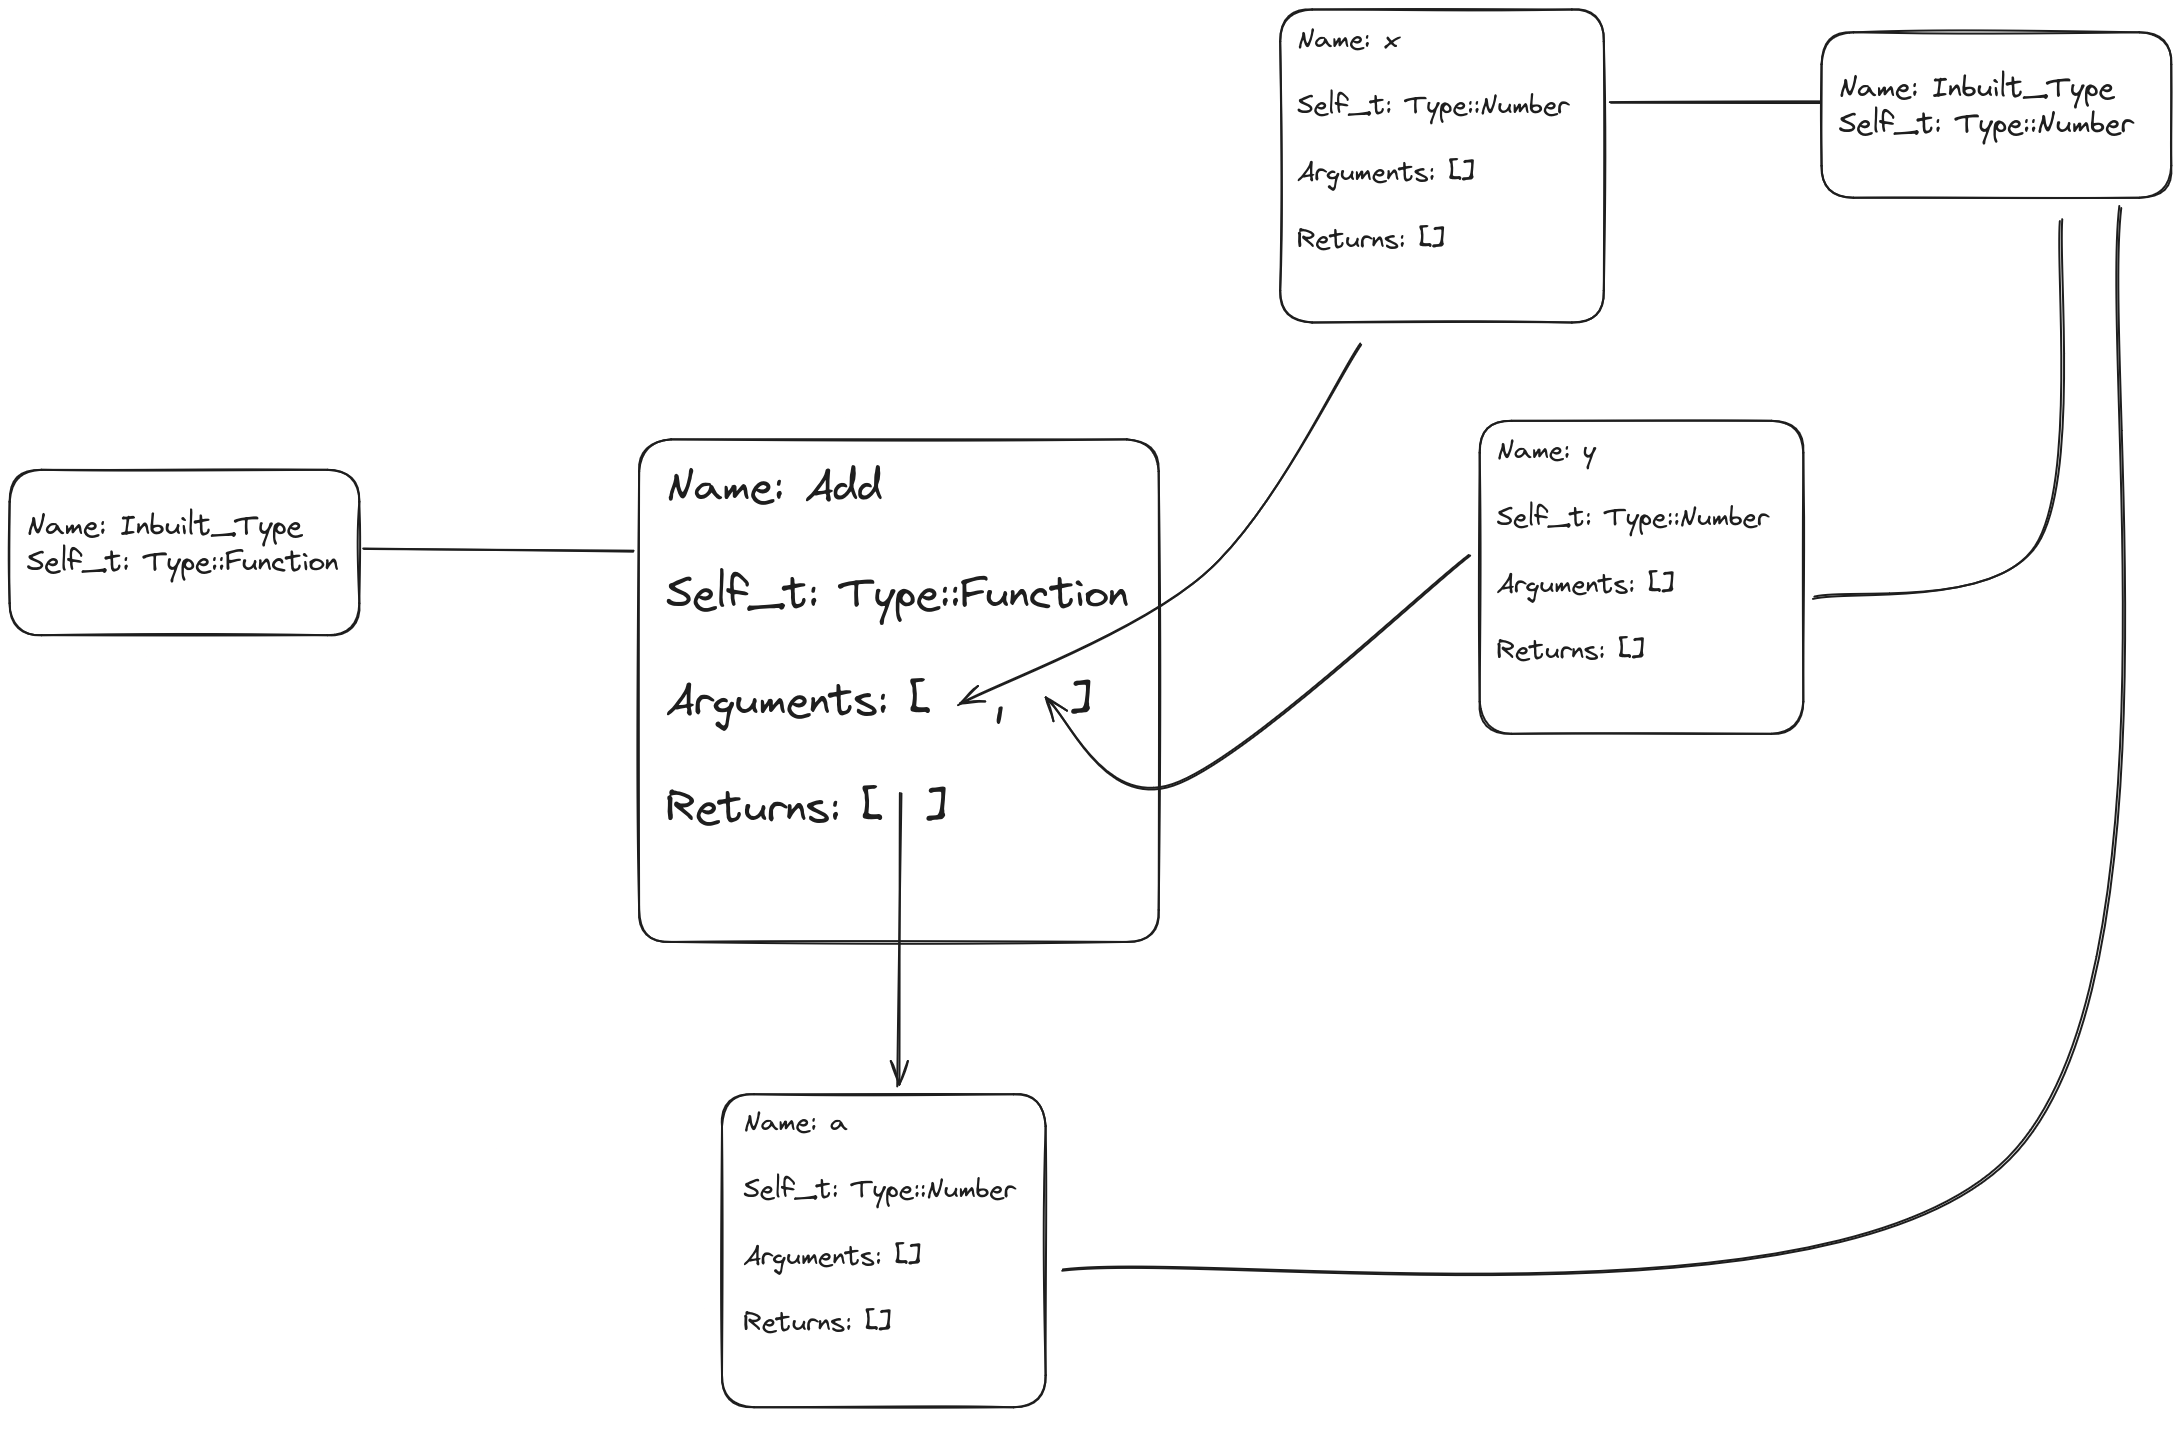 Name: x
Self_t: Type::Number
Arguments: []
Returns: []
Name: Inbuilt_Type
Self_t: Type::Number
Name: Inbuilt_Type
Self_t: Type::Function
Name: Add
Self_t: Type::Function
Arguments: [ , ]
Returns: [ ]
Name: y
Self_t: Type::Number
Arguments: []
Returns: []
Name: a
Self_t: Type::Number
Arguments: []
Returns: []